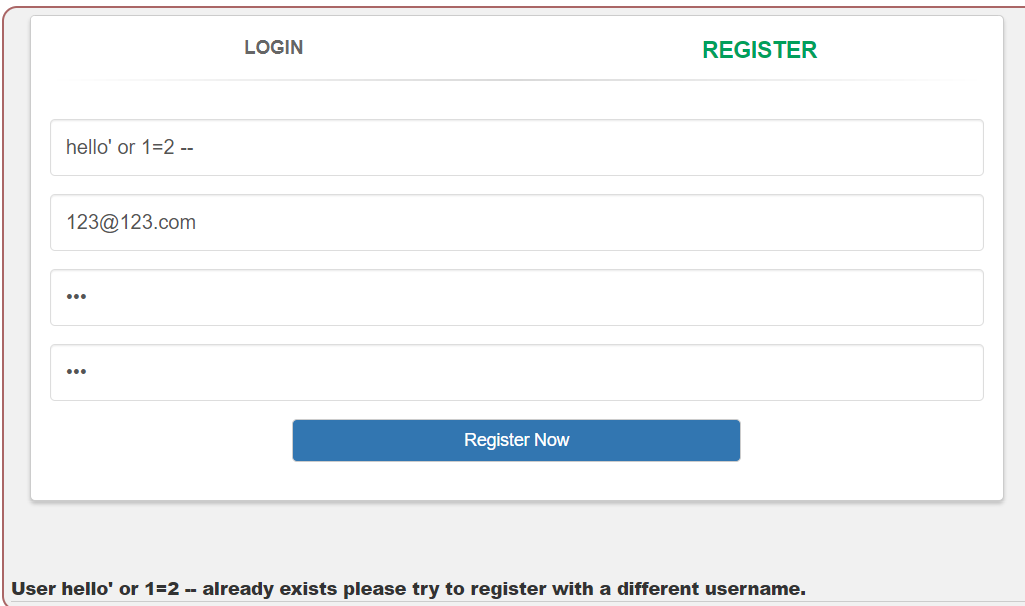 LOGIN
REGISTER
hello' or 1=2 --
123@123.com
•••
•••
Register Now
User hello' or 1=2 -- already exists please try to register with a different username.